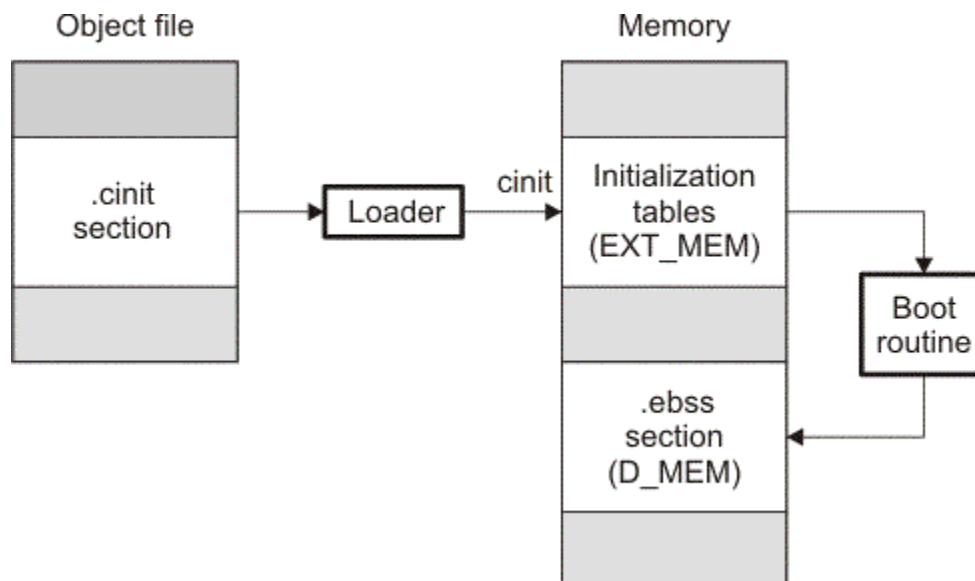 Object file
Memory
.cinit
section
Loader
cinit
Initialization
tables
(EXT_MEM)
Boot
routine
.ebss
section
(D_MEM)